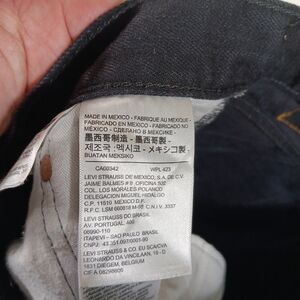 MADE IN MEXICO - FABRIQUE AU MEXIQUE -
FABRICADO EN MEXICO - FABRICADO NO
MÉXICO - СДЕЛАНО В МЕКСИКЕ -
墨西哥制造 - 墨西哥製 -
제조국 :멕시코 - メキシコ製 -
BUATAN MEKSIKO
CA00342 WPL 423
LEVI STRAUSS DE MEXICO, S.A. DE C.V.
JAIME BALMES # 8 OFICINA 502
COL. LOS MORALES POLANCO
DELEGACION MIGUEL HIDALGO
C.P. 11510 MEXICO D.F.
LEVI STRAUSS DO BRASIL
AV. PORTUGAL, 400
ITAPEVI - SAO PAULO BRASIL
LEVI STRAUSS & CO. EU SCA/CVA
LEONARDO DA VINCILAAN, 19 - D
1831 DIEGEM, BELGIUM